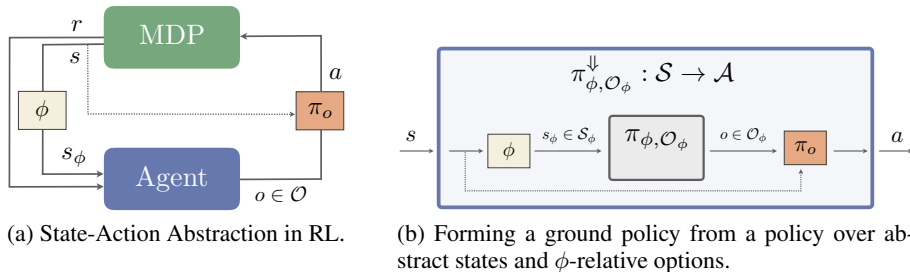 r
MDP
s
a
ϕ
π_o
s_ϕ
Agent
o ∈ 𝒪
(a) State-Action Abstraction in RL.
π^⇓_{ϕ,𝒪_ϕ} : 𝒮 → 𝒜
s
ϕ
s_ϕ ∈ 𝒮_ϕ
π_{ϕ,𝒪_ϕ}
o ∈ 𝒪_ϕ
π_o
a
(b) Forming a ground policy from a policy over ab-
stract states and ϕ-relative options.